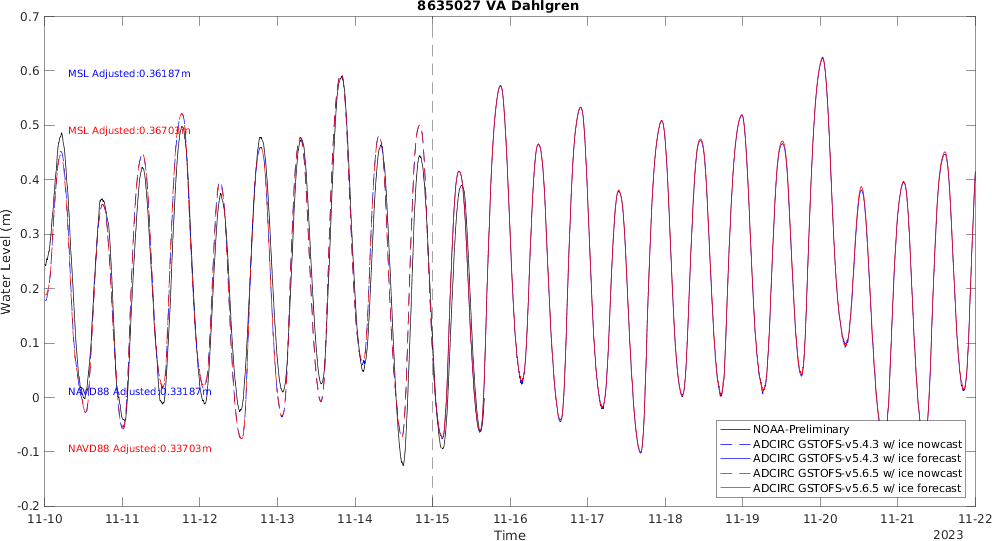 8635027 VA Dahlgren
0.7
0.6
0.5
0.4
0.3
0.2
0.1
0
-0.1
-0.2
Water Level (m)
MSL Adjusted:0.36187m
MSL Adjusted:0.36703m
NAVD88 Adjusted:0.33187m
NAVD88 Adjusted:0.33703m
NOAA-Preliminary
ADCIRC GSTOFS-v5.4.3 w/ ice nowcast
ADCIRC GSTOFS-v5.4.3 w/ ice forecast
ADCIRC GSTOFS-v5.6.5 w/ ice nowcast
ADCIRC GSTOFS-v5.6.5 w/ ice forecast
11-10 11-11 11-12 11-13 11-14 11-15 11-16 11-17 11-18 11-19 11-20 11-21 11-22
Time
2023